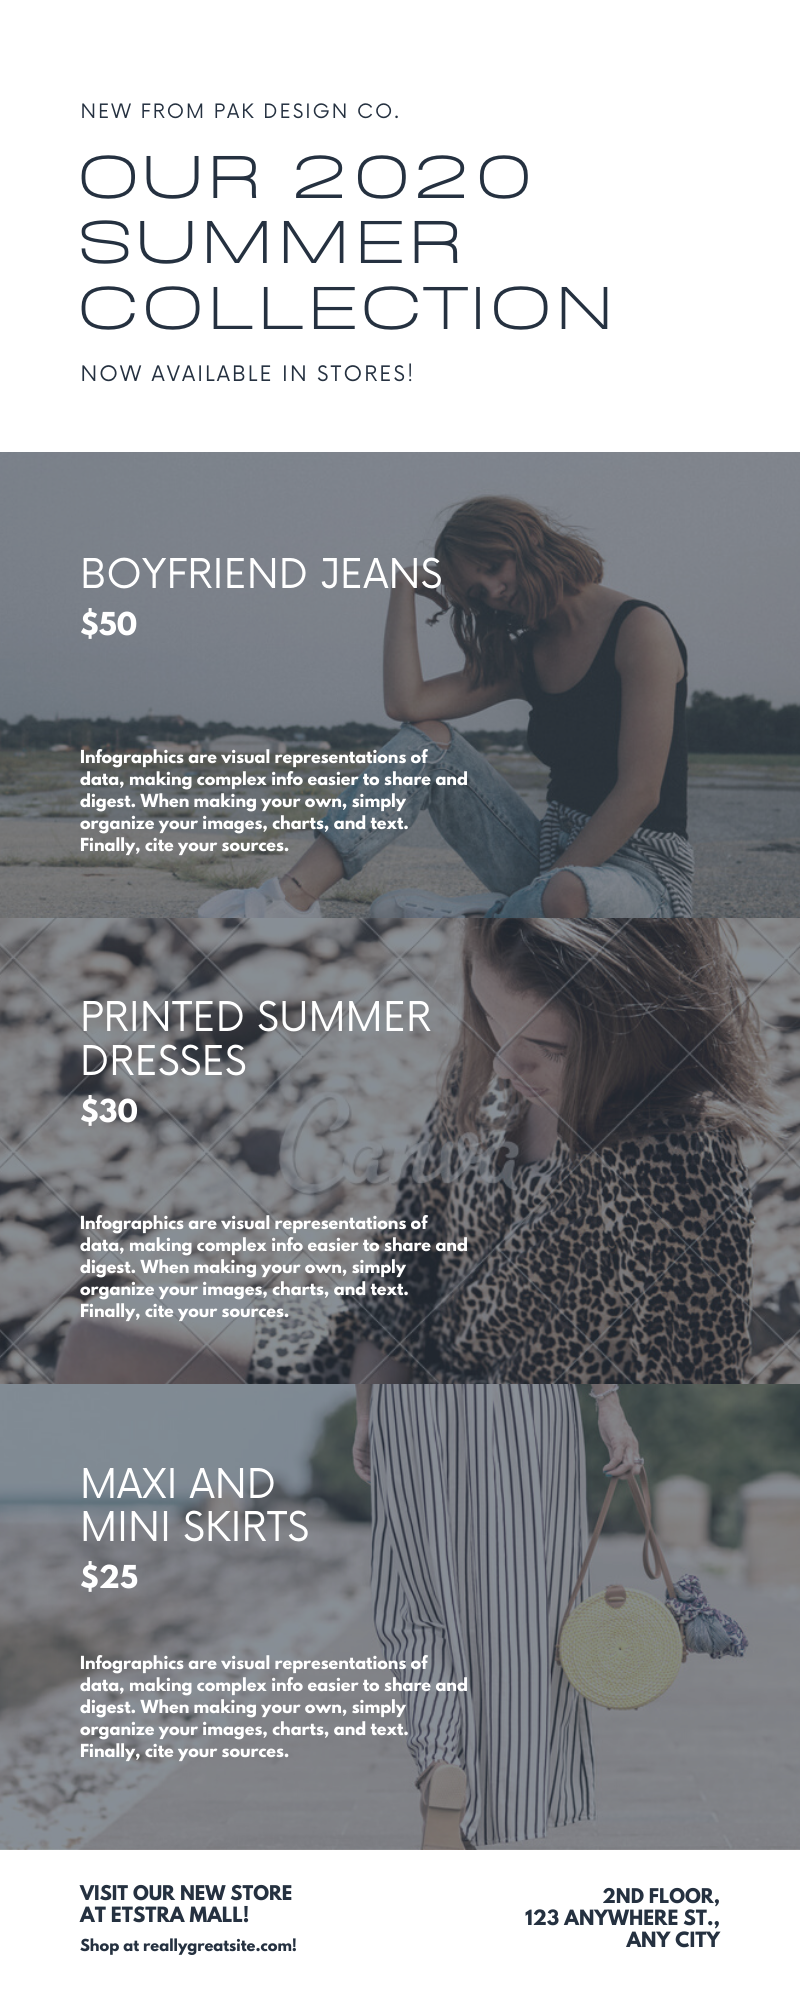 NEW FROM PAK DESIGN CO.
OUR 2020
SUMMER
COLLECTION
NOW AVAILABLE IN STORES!
BOYFRIEND JEANS
$50
Infographics are visual representations of
data, making complex info easier to share and
digest. When making your own, simply
organize your images, charts, and text.
Finally, cite your sources.
PRINTED SUMMER
DRESSES
$30
Canva
Infographics are visual representations of
data, making complex info easier to share and
digest. When making your own, simply
organize your images, charts, and text.
Finally, cite your sources.
MAXI AND
MINI SKIRTS
$25
Infographics are visual representations of
data, making complex info easier to share and
digest. When making your own, simply
organize your images, charts, and text.
Finally, cite your sources.
VISIT OUR NEW STORE
AT ETSTRA MALL!
Shop at reallygreatsite.com!
2ND FLOOR,
123 ANYWHERE ST.,
ANY CITY